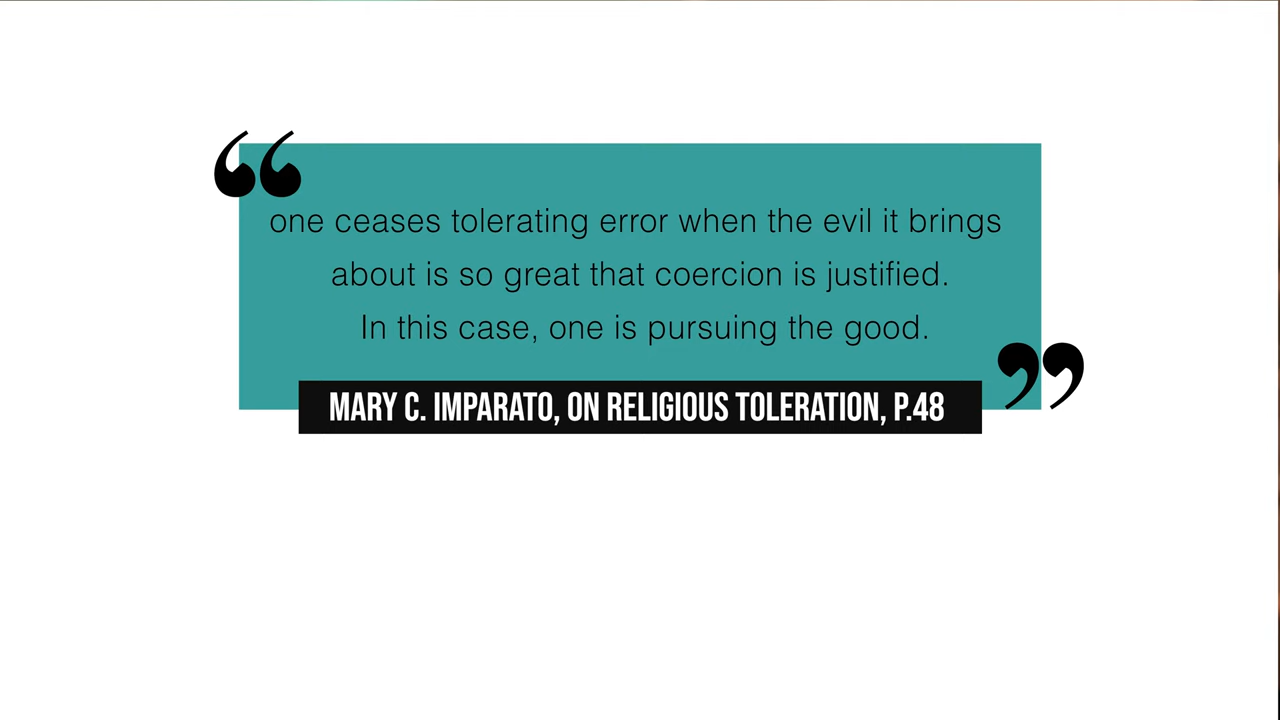 “
one ceases tolerating error when the evil it brings
about is so great that coercion is justified.
In this case, one is pursuing the good.
”
MARY C. IMPARATO, ON RELIGIOUS TOLERATION, P.48